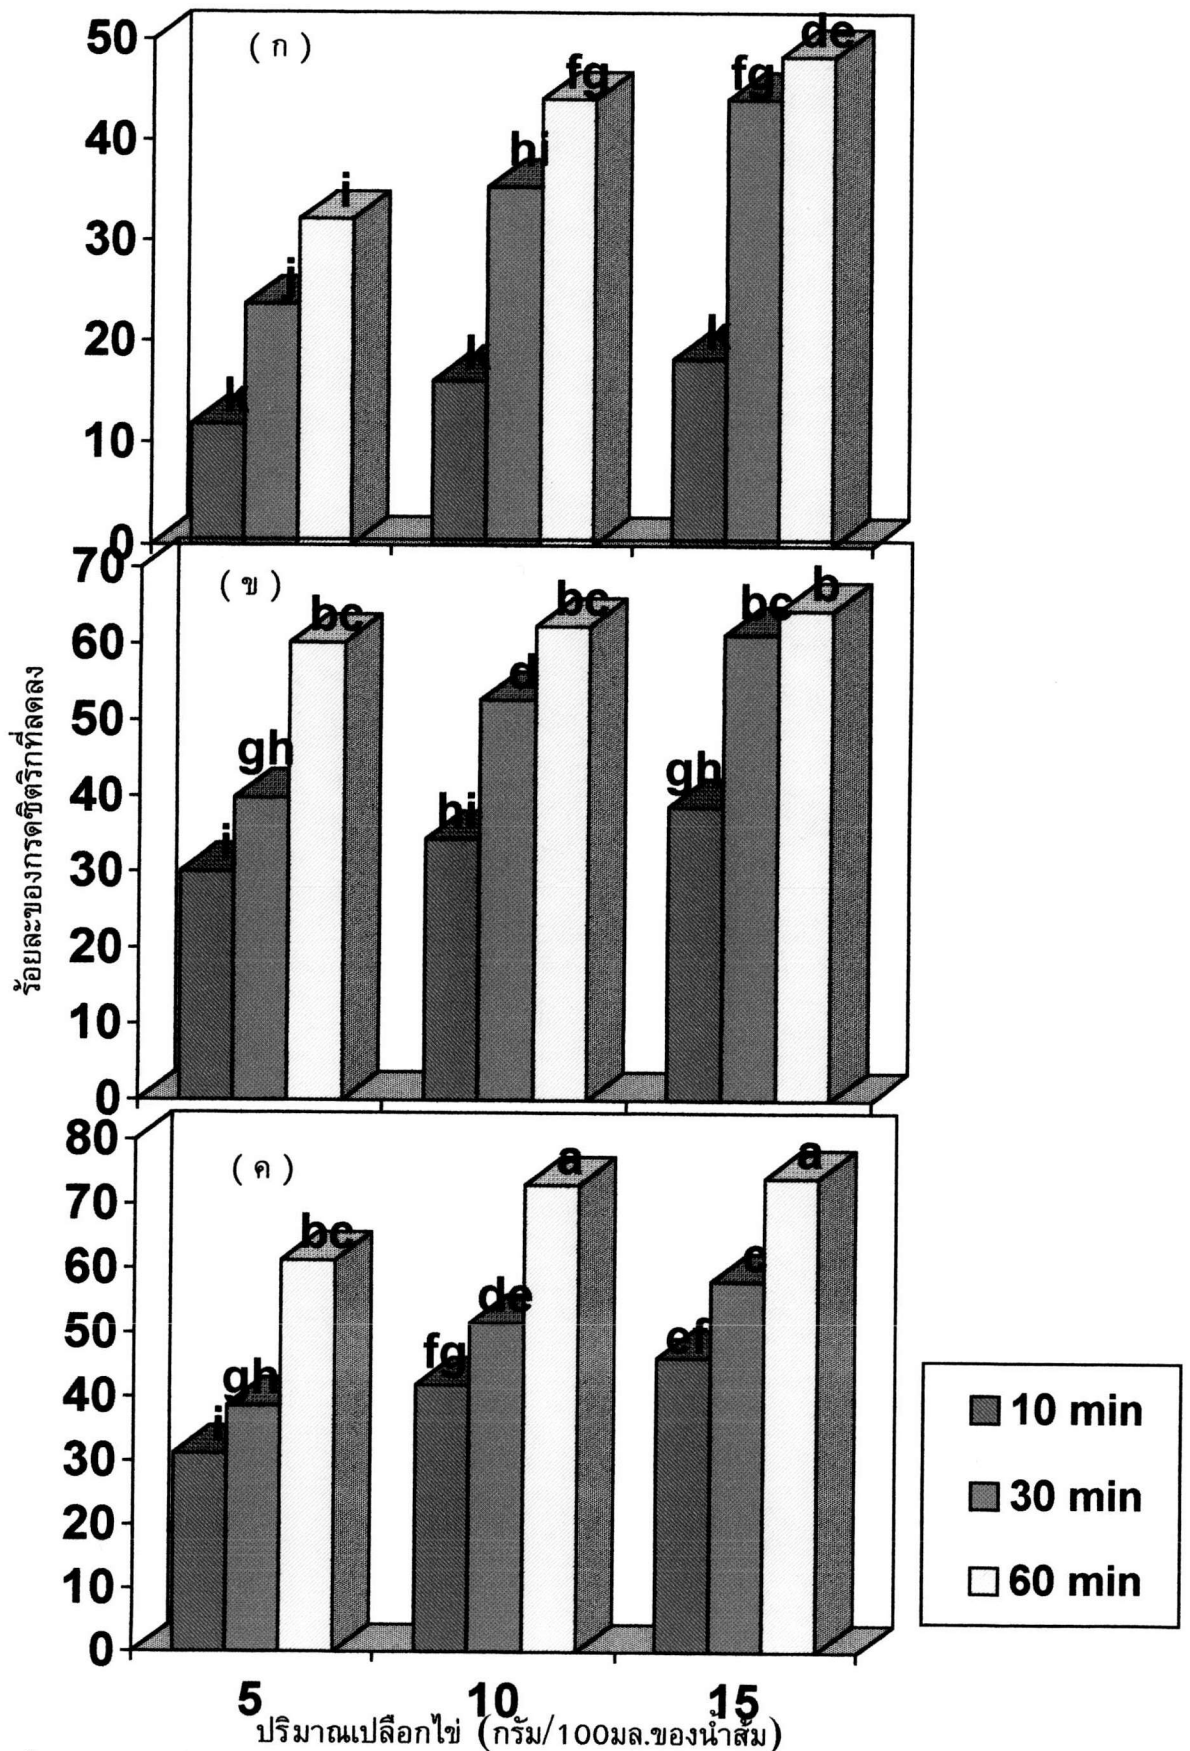 ( ก )
50
40
30
20
10
0
k
j
i
k
hi
fg
k
fg
de
( ข )
70
60
50
40
30
20
10
0
i
gh
bc
hi
d
bc
gh
bc
b
ร้อยละของกรดซิตริกที่ลดลง
( ค )
80
70
60
50
40
30
20
10
0
i
gh
bc
fg
de
a
ef
c
a
10 min
30 min
60 min
5 10 15
ปริมาณเปลือกไข่ (กรัม/100มล.ของน้ำส้ม)